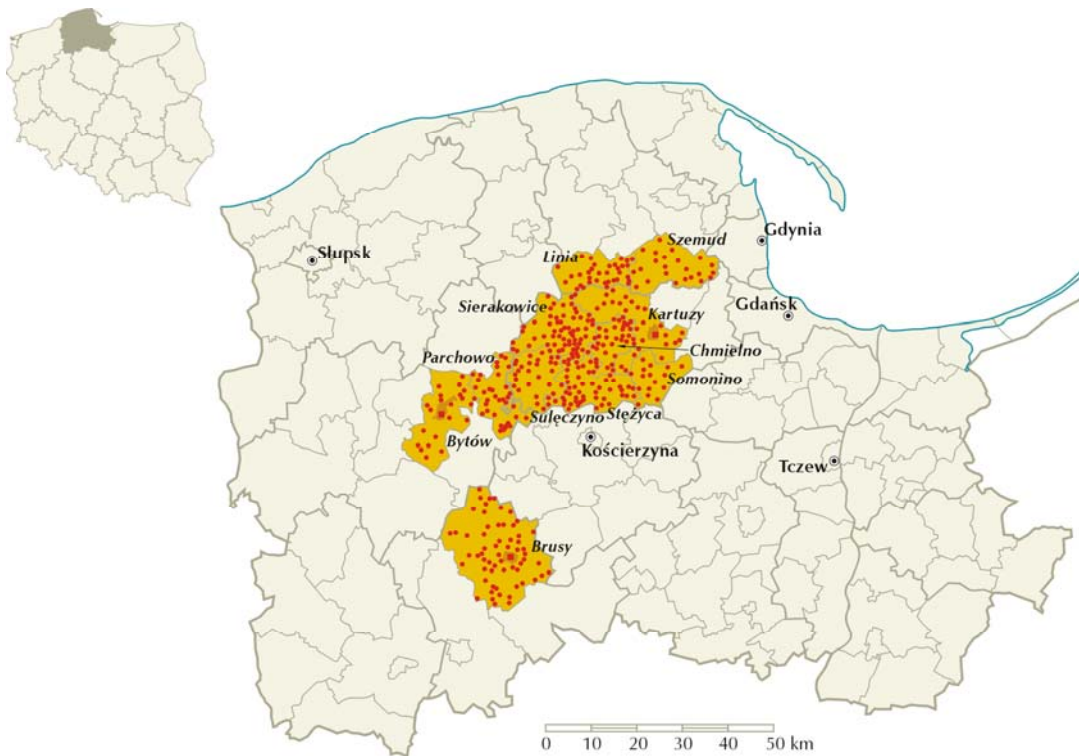 Gdynia
Szemud
Słupsk
Linia
Sierakowice
Gdańsk
Kartuzy
Chmielno
Parchowo
Somonino
Sulęczyno
Stężyca
Bytów
Kościerzyna
Tczew
Brusy
0 10 20 30 40 50 km